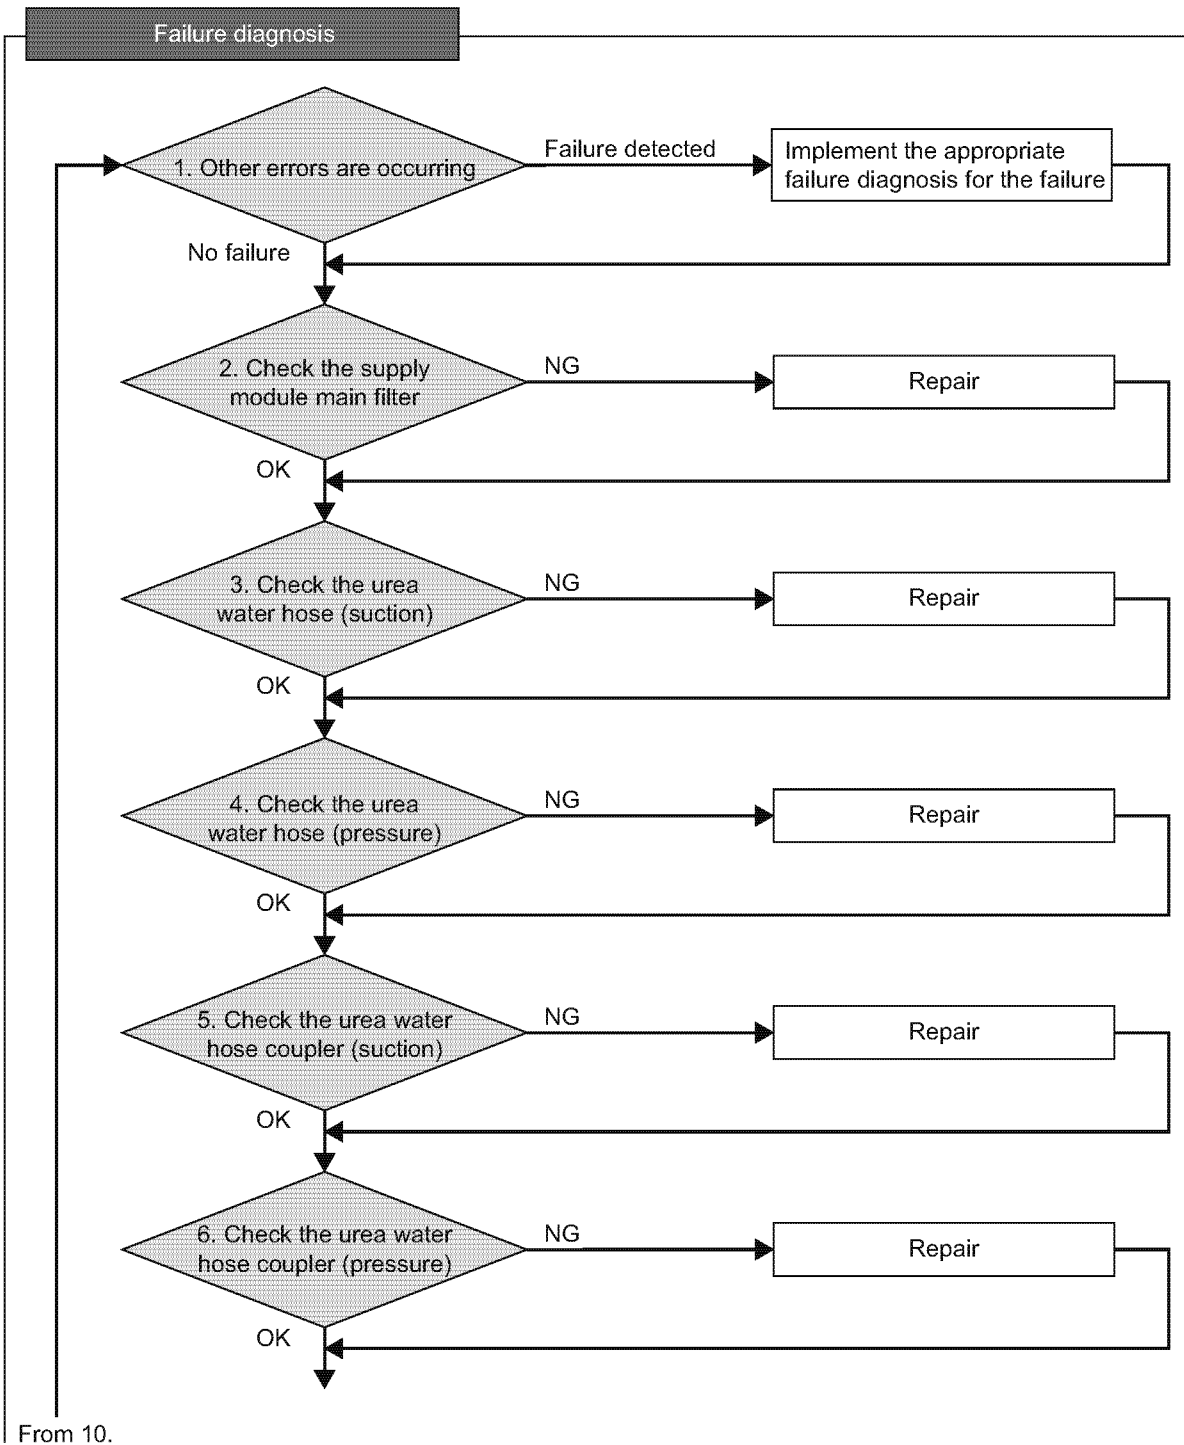 Failure diagnosis
1. Other errors are occurring
Failure detected
Implement the appropriate
failure diagnosis for the failure
No failure
2. Check the supply
module main filter
NG
Repair
OK
3. Check the urea
water hose (suction)
NG
Repair
OK
4. Check the urea
water hose (pressure)
NG
Repair
OK
5. Check the urea water
hose coupler (suction)
NG
Repair
OK
6. Check the urea water
hose coupler (pressure)
NG
Repair
OK
From 10.